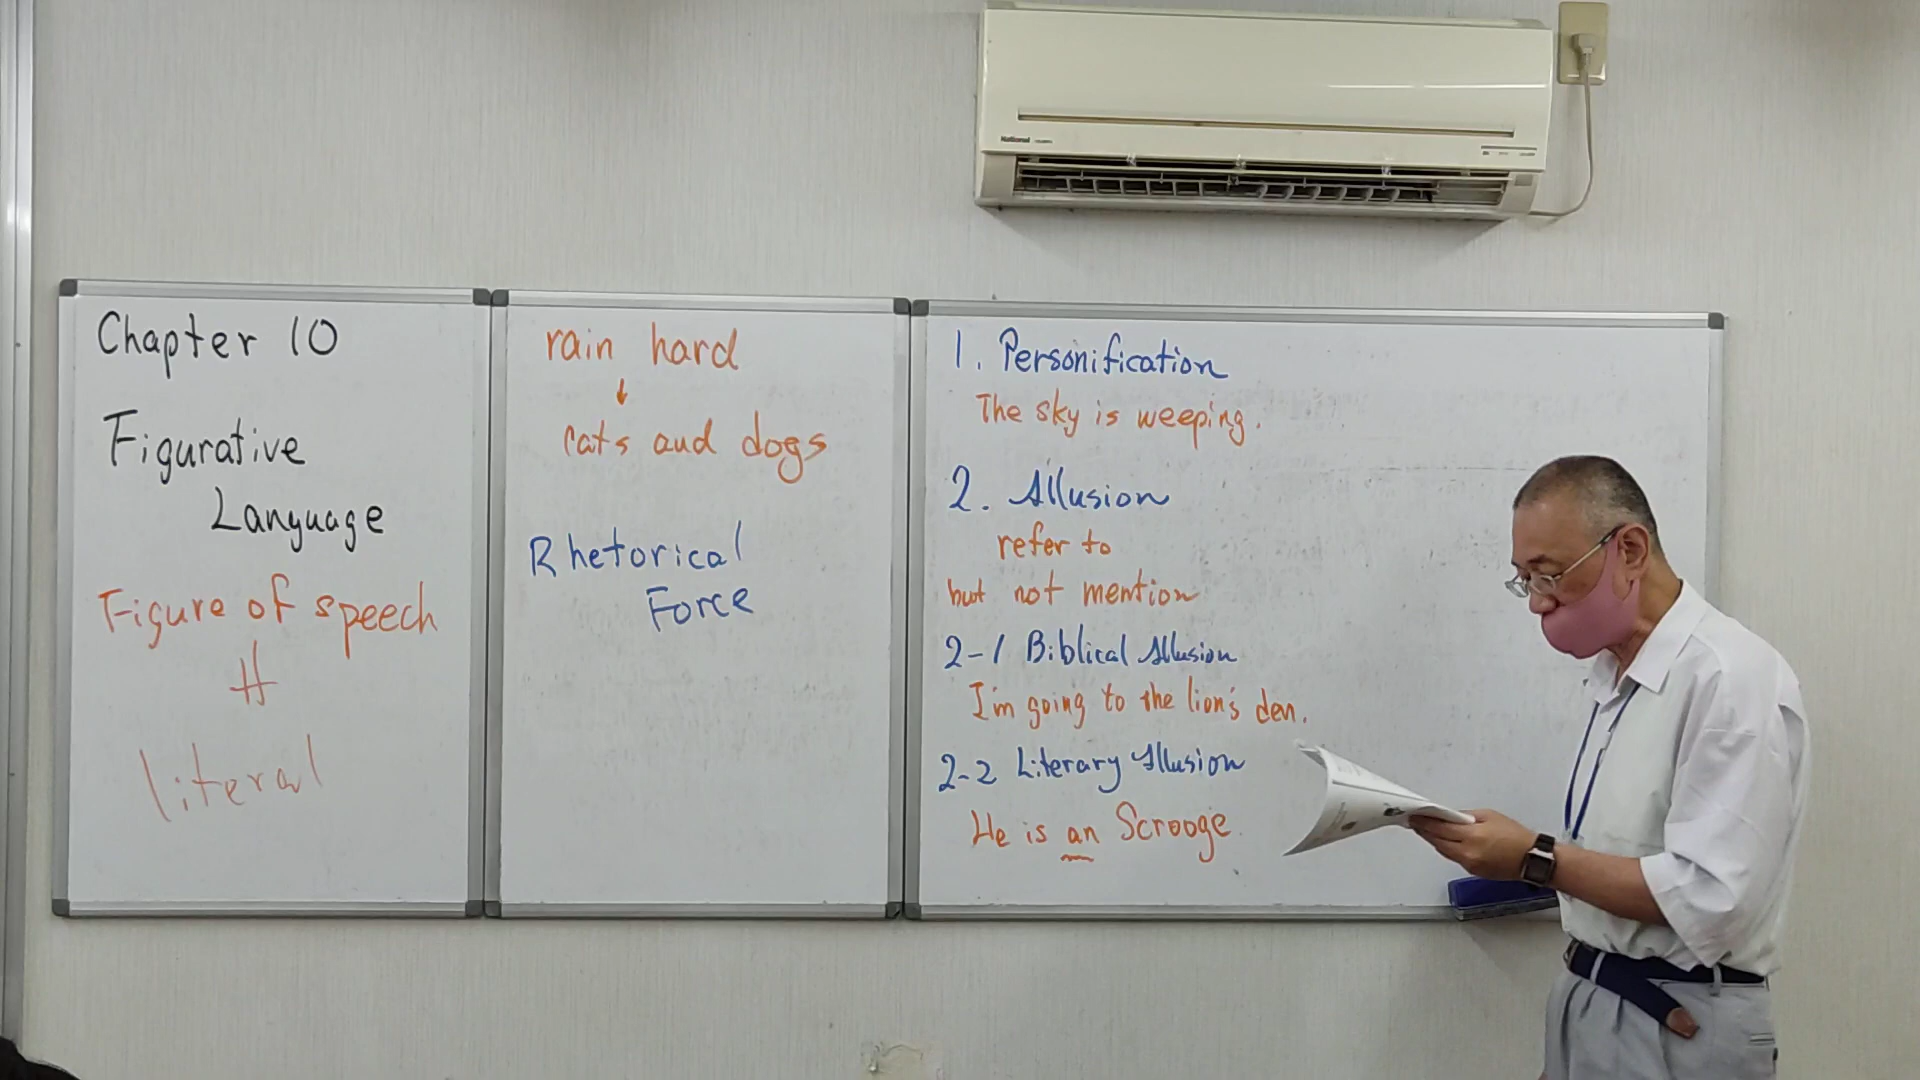 National
Chapter 10
Figurative
Language
Figure of speech
literal
rain hard
↓
cats and dogs
Rhetorical
Force
1. Personification
The sky is weeping.
2. Allusion
refer to
but not mention
2-1 Biblical Allusion
I'm going to the lion's den.
2-2 Literary Allusion
He is an Scrooge.